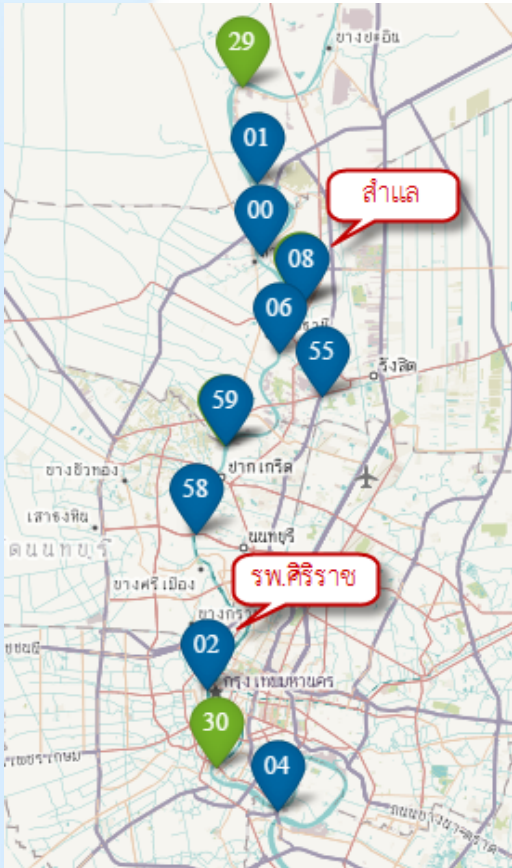 29
บางปะอิน
01
สำแล
00
08
06
55
รังสิต
59
บางบัวทอง
ปากเกร็ด
58
เสาธงหิน
นนทบุรี
บางศรีเมือง
รพ.ศิริราช
02
กรุงเทพมหานคร
30
04